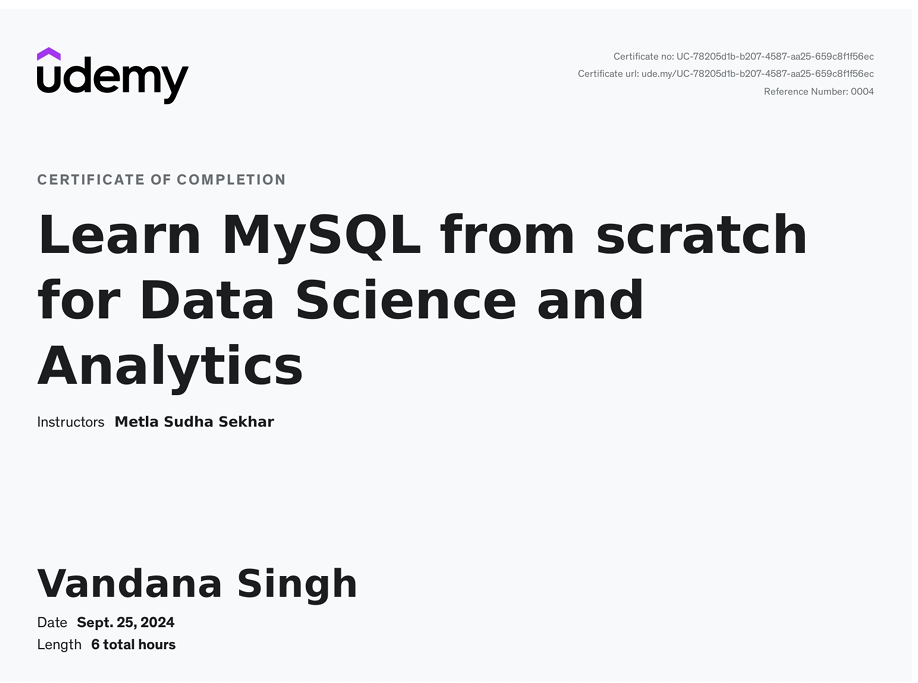 udemy
Certificate no: UC-78205d1b-b207-4587-aa25-659c8f1f56ec
Certificate url: ude.my/UC-78205d1b-b207-4587-aa25-659c8f1f56ec
Reference Number: 0004
CERTIFICATE OF COMPLETION
Learn MySQL from scratch
for Data Science and
Analytics
Instructors Metla Sudha Sekhar
Vandana Singh
Date Sept. 25, 2024
Length 6 total hours